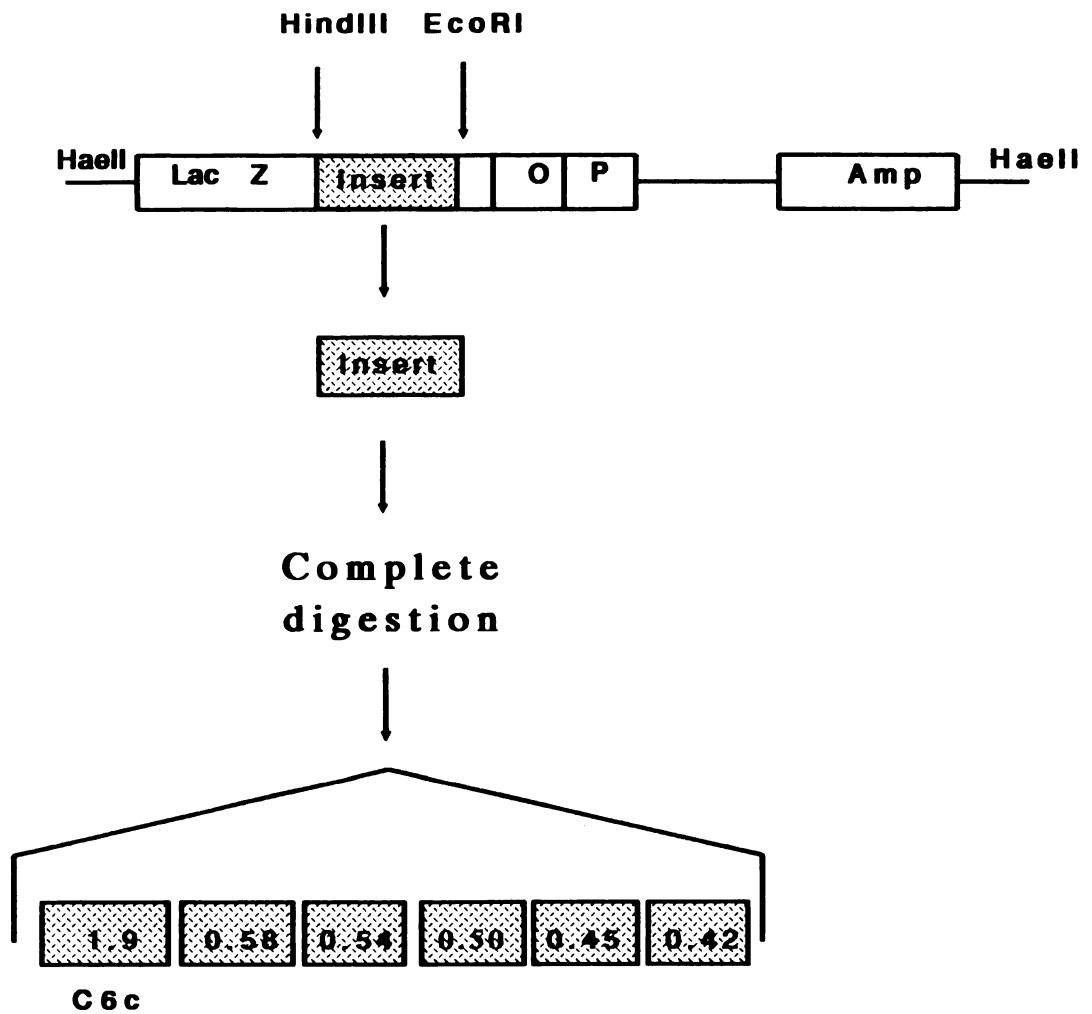 HindIII EcoRI
HaeII Lac Z Insert O P Amp HaeII
Insert
Complete
digestion
1.9 0.58 0.54 0.50 0.45 0.42
C6c